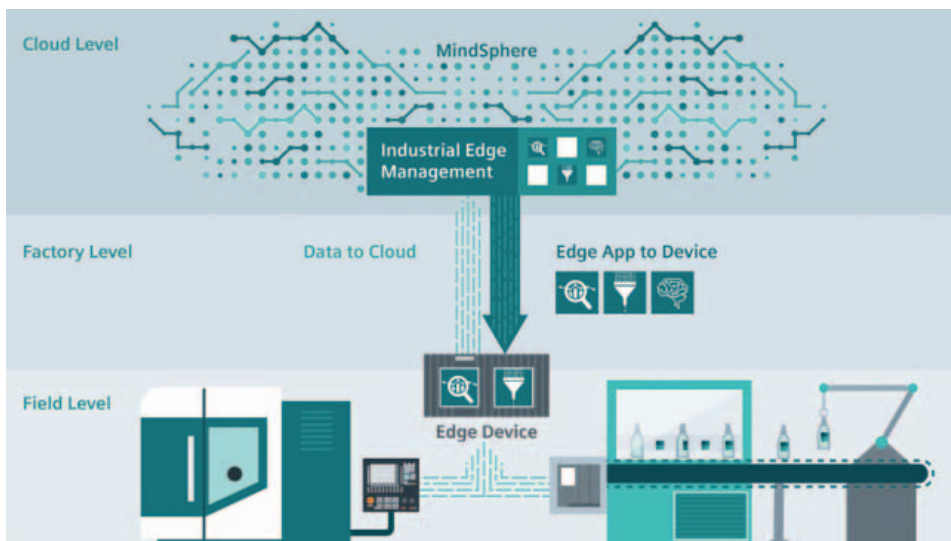 Cloud Level
MindSphere
Industrial Edge
Management
Factory Level
Data to Cloud
Edge App to Device
Field Level
Edge Device